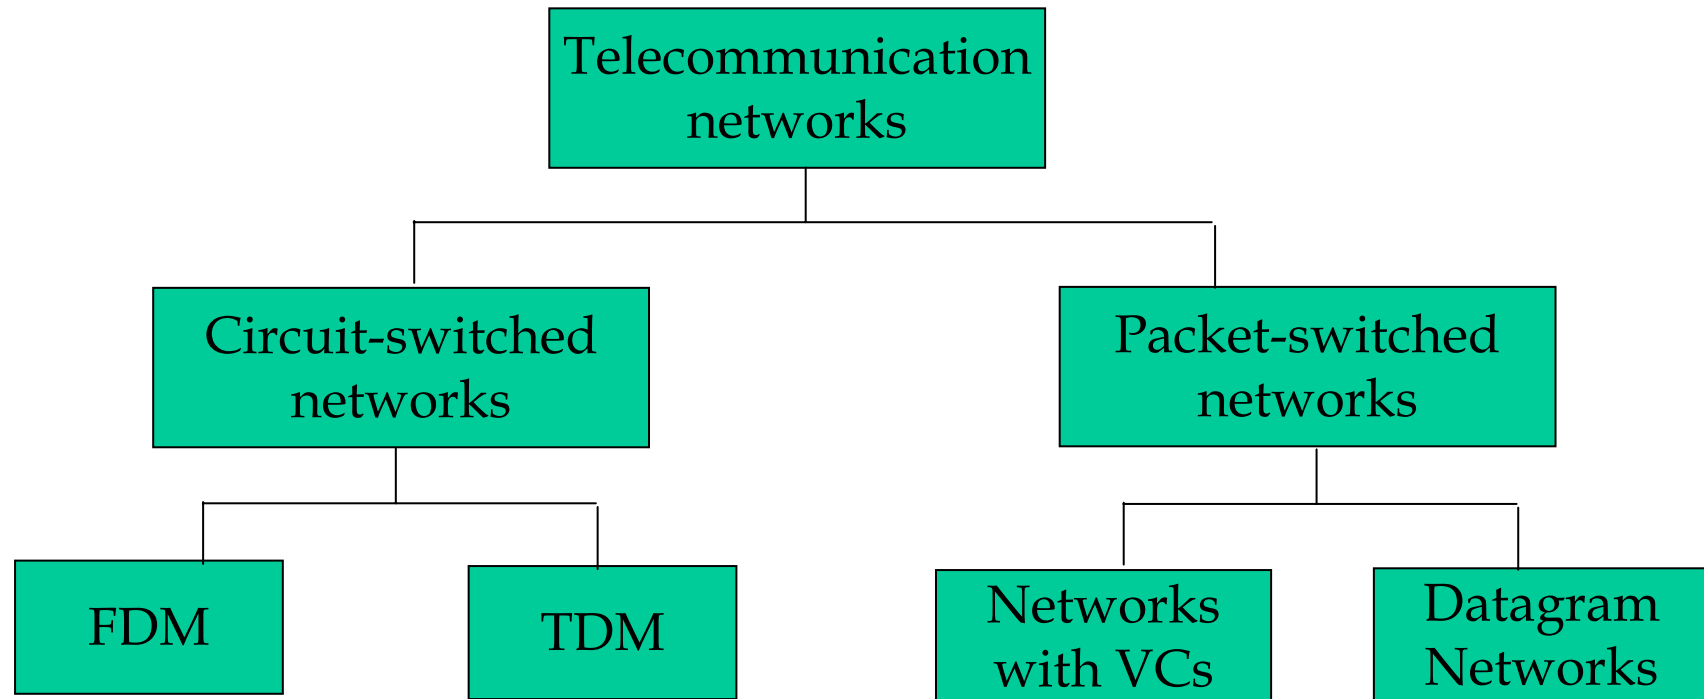 Telecommunication
networks
Circuit-switched
networks
Packet-switched
networks
FDM
TDM
Networks
with VCs
Datagram
Networks